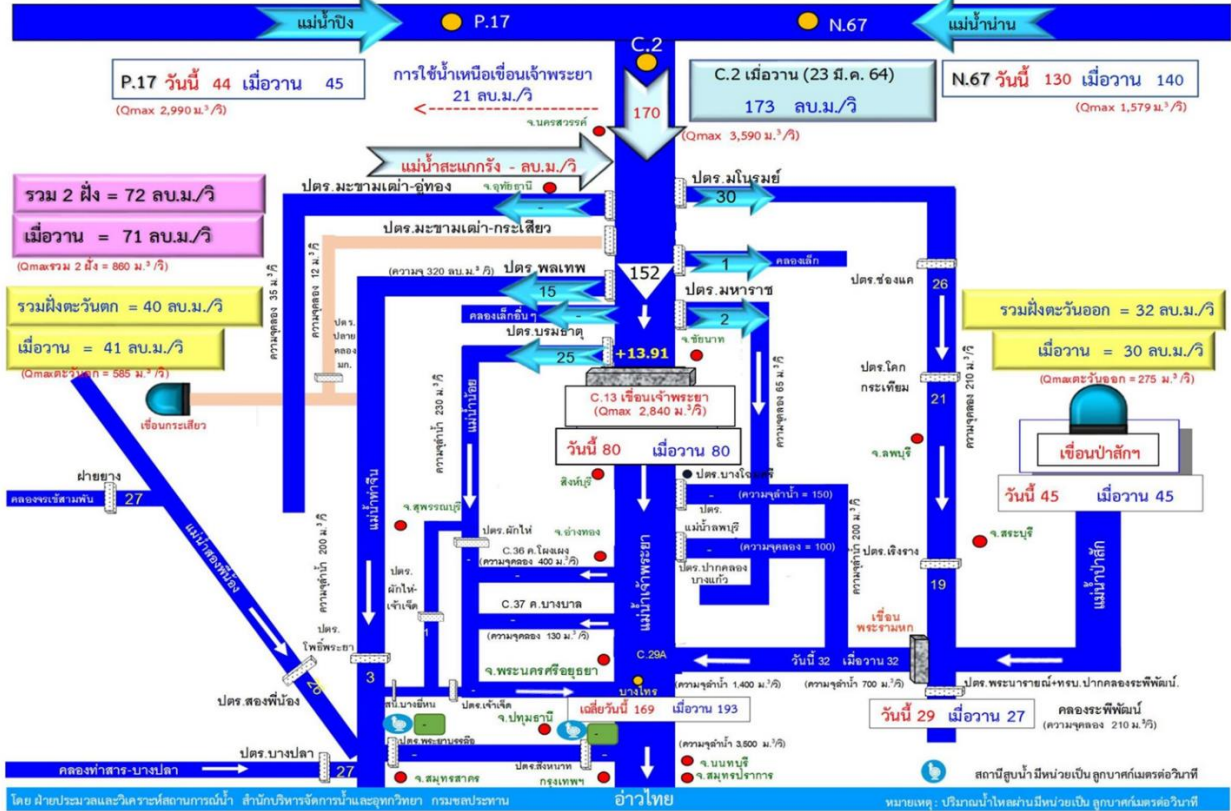 แม่น้ำปิง
P.17
N.67
แม่น้ำน่าน
C.2
P.17 วันนี้ 44 เมื่อวาน 45
(Qmax 2,990 ม.³/วิ)
การใช้น้ำเหนือเขื่อนเจ้าพระยา
21 ลบ.ม./วิ
170
C.2 เมื่อวาน (23 มี.ค. 64)
173 ลบ.ม./วิ
(Qmax 3,590 ม.³/วิ)
N.67 วันนี้ 130 เมื่อวาน 140
(Qmax 1,579 ม.³/วิ)
จ.นครสวรรค์
แม่น้ำสะแกกรัง - ลบ.ม./วิ
รวม 2 ฝั่ง = 72 ลบ.ม./วิ
เมื่อวาน = 71 ลบ.ม./วิ
(Qmaxรวม 2 ฝั่ง = 860 ม.³/วิ)
ปตร.มะขามเฒ่า-อู่ทอง
จ.อุทัยธานี
-
ปตร.มโนรมย์
30
ปตร.มะขามเฒ่า-กระเสียว
1
คลองเล็ก
(ความจุ 320 ลบ.ม.³/วิ)
ปตร.พลเทพ
15
152
ปตร.มหาราช
2
คลองเล็กอื่นๆ
-
ปตร.บรมธาตุ
25
+13.91
จ.ชัยนาท
ปตร.ช่องแค
26
รวมฝั่งตะวันตก = 40 ลบ.ม./วิ
เมื่อวาน = 41 ลบ.ม./วิ
(Qmaxตะวันตก = 585 ม.³/วิ)
รวมฝั่งตะวันออก = 32 ลบ.ม./วิ
เมื่อวาน = 30 ลบ.ม./วิ
(Qmaxตะวันออก = 275 ม.³/วิ)
ความจุคลอง 35 ม.³/วิ
ความจุคลอง 12 ม.³/วิ
ปตร.
ปลาย
คลอง
มก.
เขื่อนกระเสียว
C.13 เขื่อนเจ้าพระยา
(Qmax 2,840 ม.³/วิ)
วันนี้ 80 เมื่อวาน 80
ความจุลำน้ำ 230 ม.³/วิ
แม่น้ำน้อย
ความจุคลอง 65 ม.³/วิ
ปตร.โคก
กระเทียม
21
ความจุคลอง 210 ม.³/วิ
จ.ลพบุรี
เขื่อนป่าสักฯ
วันนี้ 45 เมื่อวาน 45
ฝายยาง
คลองจรเข้สามพัน
27
แม่น้ำสองพี่น้อง
ความจุลำน้ำ 200 ม.³/วิ
แม่น้ำท่าจีน
จ.สุพรรณบุรี
สิงห์บุรี
ปตร.บางโฉมศรี
- (ความจุลำน้ำ = 150)
ปตร.
แม่น้ำลพบุรี
- (ความจุคลอง = 100)
ปตร.ปากคลอง
บางแก้ว
ความจุลำน้ำ 200 ม.³/วิ
ปตร.ผักไห่
-
จ.อ่างทอง
C.36 ค.โผงเผง
(ความจุคลอง 400 ม.³/วิ)
-
C.37 ค.บางบาล
-
(ความจุคลอง 130 ม.³/วิ)
แม่น้ำเจ้าพระยา
ปตร.เริงราง
19
จ.สระบุรี
แม่น้ำป่าสัก
ปตร.
ผักไห่-
เจ้าเจ็ด
1
ปตร.
โพธิ์พระยา
3
ปตร.สองพี่น้อง
28
จ.พระนครศรีอยุธยา
C.29A
บางไทร
เขื่อน
พระรามหก
วันนี้ 32 เมื่อวาน 32
(ความจุลำน้ำ 1,400 ม.³/วิ)
(ความจุลำน้ำ 700 ม.³/วิ)
ปตร.พระนารายณ์+ทรบ.ปากคลองระพีพัฒน์.
สน.บางยี่หน
-
ปตร.เจ้าเจ็ด
เฉลี่ยวันนี้ 169 เมื่อวาน 193
วันนี้ 29 เมื่อวาน 27
คลองระพีพัฒน์
(ความจุคลอง 210 ม.³/วิ)
-
จ.ปทุมธานี
-
ปตร.พระยาบรรลือ
-
-
ปตร.สิงหนาท
(ความจุลำน้ำ 3,500 ม.³/วิ)
ปตร.บางปลา
คลองท่าสาร-บางปลา
27
จ.สมุทรสาคร
กรุงเทพฯ
จ.นนทบุรี
จ.สมุทรปราการ
สถานีสูบน้ำ มีหน่วยเป็น ลูกบาศก์เมตรต่อวินาที
โดย ฝ่ายประมวลและวิเคราะห์สถานการณ์น้ำ สำนักบริหารจัดการน้ำและอุทกวิทยา กรมชลประทาน
อ่าวไทย
หมายเหตุ : ปริมาณน้ำไหลผ่าน มีหน่วยเป็น ลูกบาศก์เมตรต่อวินาที